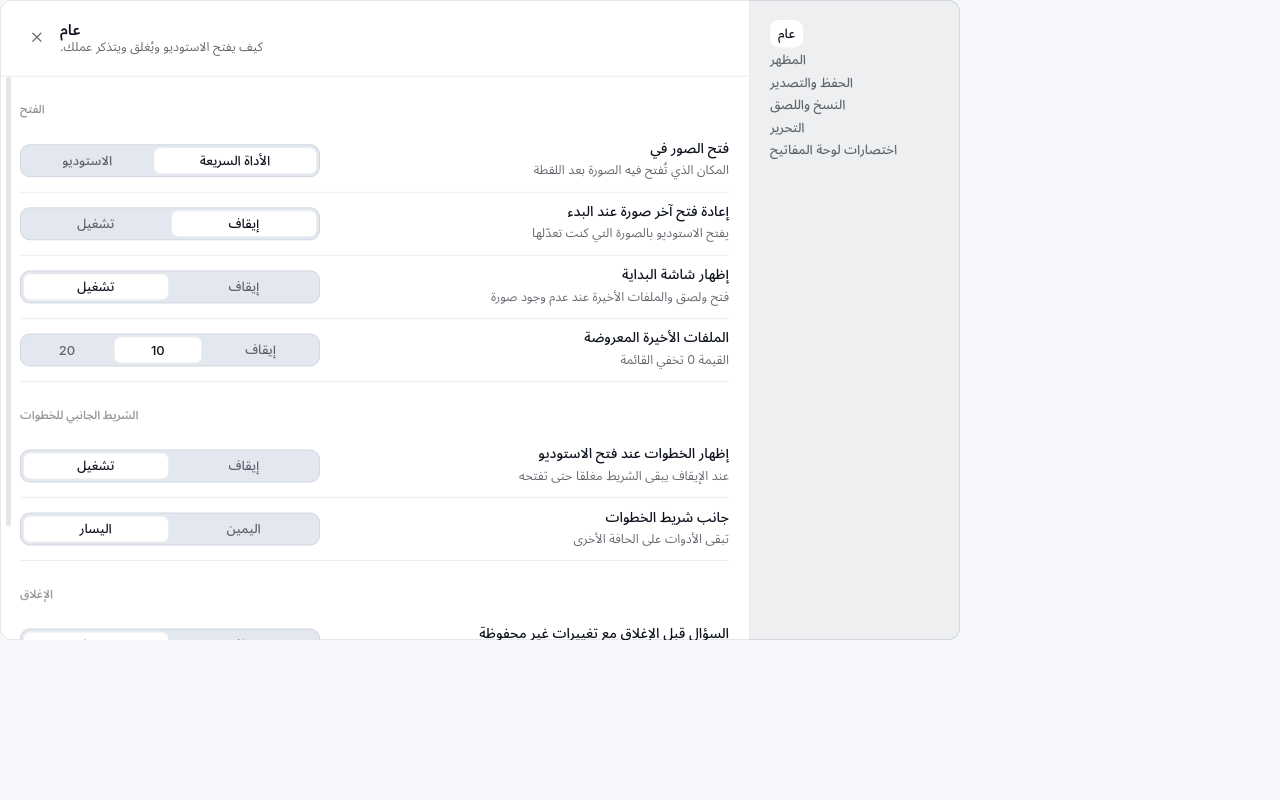 عام
المظهر
الحفظ والتصدير
النسخ واللصق
التحرير
اختصارات لوحة المفاتيح
عام
كيف يفتح الاستوديو ويُغلق ويتذكر عملك.
الفتح
فتح الصور في
المكان الذي تُفتح فيه الصورة بعد اللقطة
الأداة السريعة
الاستوديو
إعادة فتح آخر صورة عند البدء
يفتح الاستوديو بالصورة التي كنت تعدّلها
إيقاف
تشغيل
إظهار شاشة البداية
فتح ولصق والملفات الأخيرة عند عدم وجود صورة
إيقاف
تشغيل
الملفات الأخيرة المعروضة
القيمة 0 تخفي القائمة
إيقاف
10
20
الشريط الجانبي للخطوات
إظهار الخطوات عند فتح الاستوديو
عند الإيقاف يبقى الشريط مغلقا حتى تفتحه
إيقاف
تشغيل
جانب شريط الخطوات
تبقى الأدوات على الحافة الأخرى
اليمين
اليسار
الإغلاق
السؤال قبل الإغلاق مع تغييرات غير محفوظة